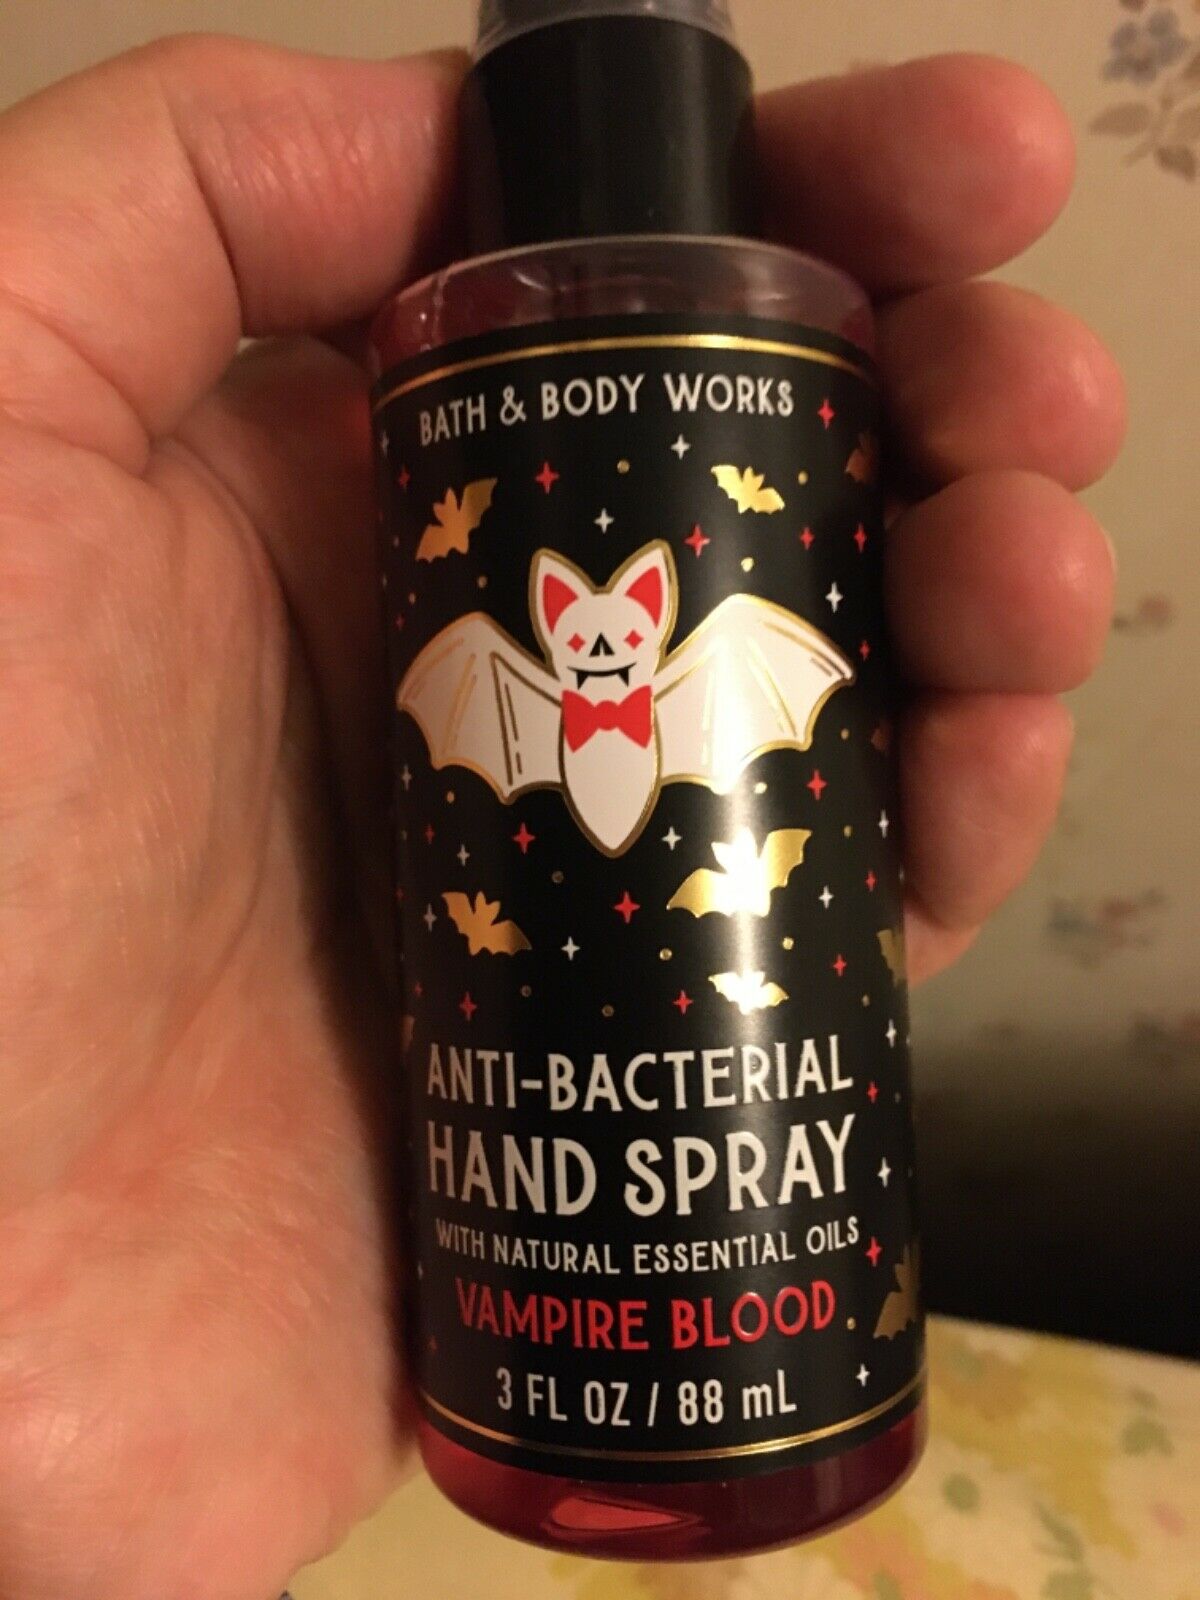 BATH & BODY WORKS
ANTI-BACTERIAL
HAND SPRAY
WITH NATURAL ESSENTIAL OILS
VAMPIRE BLOOD
3 FL OZ / 88 mL